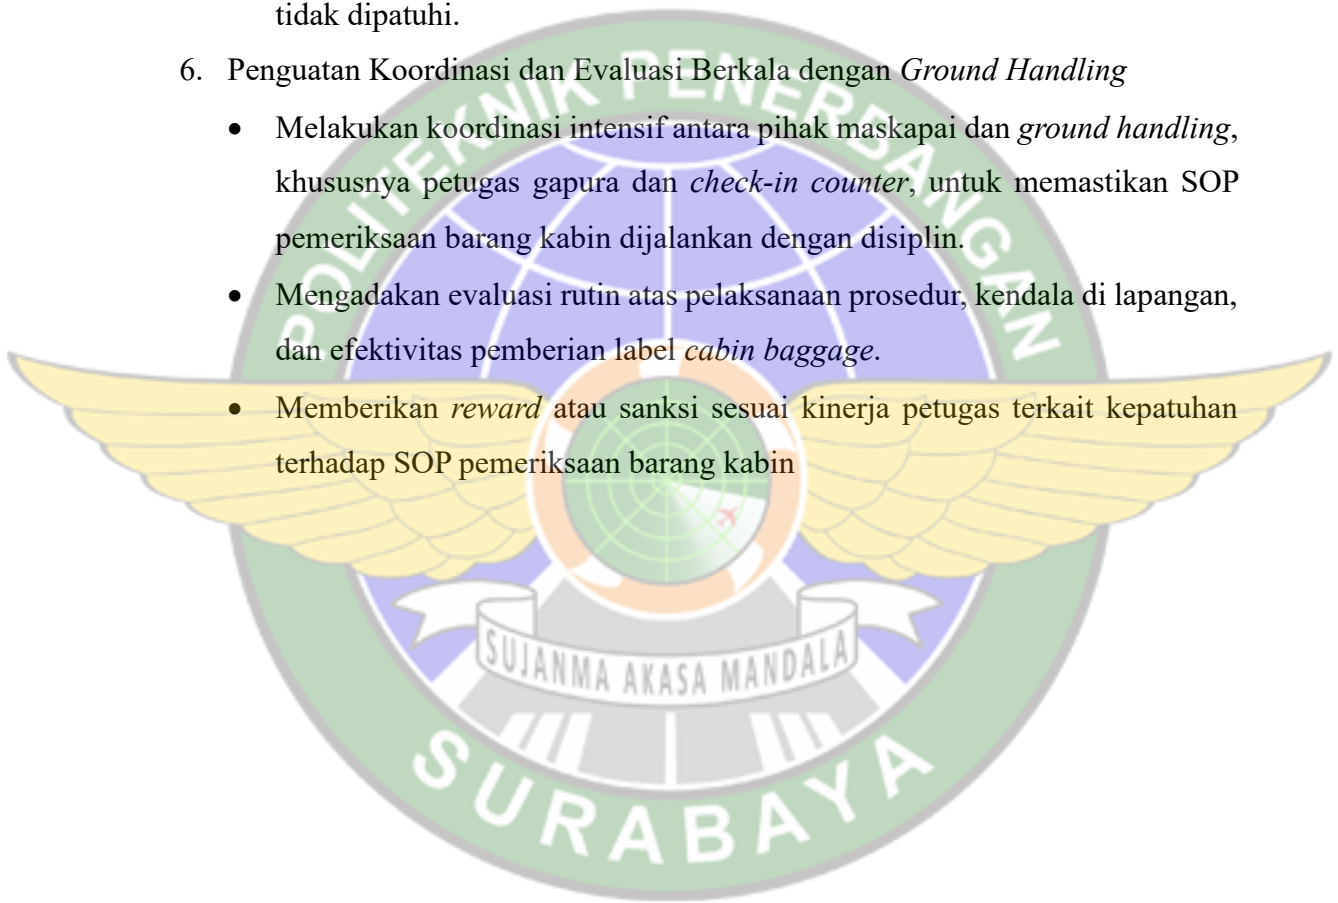 tidak dipatuhi.
6. Penguatan Koordinasi dan Evaluasi Berkala dengan Ground Handling
• Melakukan koordinasi intensif antara pihak maskapai dan ground handling,
khususnya petugas gapura dan check-in counter, untuk memastikan SOP
pemeriksaan barang kabin dijalankan dengan disiplin.
• Mengadakan evaluasi rutin atas pelaksanaan prosedur, kendala di lapangan,
dan efektivitas pemberian label cabin baggage.
• Memberikan reward atau sanksi sesuai kinerja petugas terkait kepatuhan
terhadap SOP pemeriksaan barang kabin
POLITEKNIK PENERBANGAN
SUJANMA AKASA MANDALA
SURABAYA